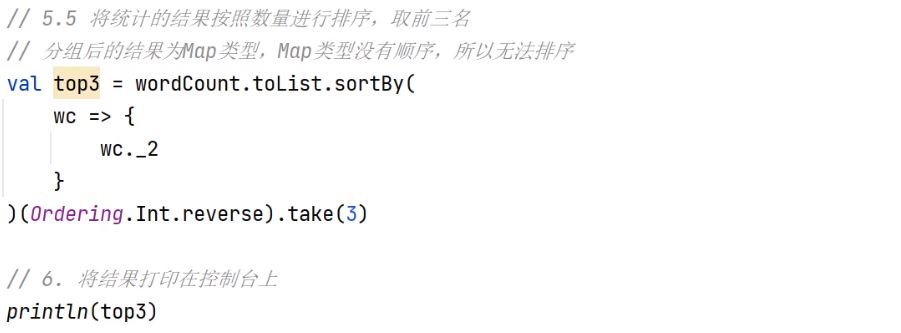 // 5.5 将统计的结果按照数量进行排序，取前三名
// 分组后的结果为Map类型，Map类型没有顺序，所以无法排序
val top3 = wordCount.toList.sortBy(
    wc => {
        wc._2
    }
)(Ordering.Int.reverse).take(3)
// 6. 将结果打印在控制台上
println(top3)